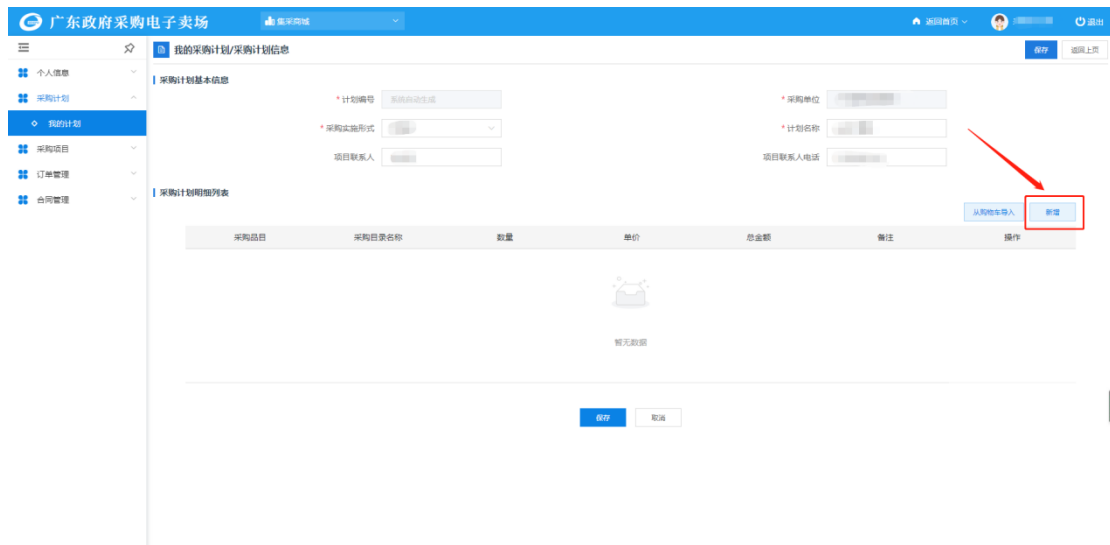 广东政府采购电子卖场 集采商城 返回首页 退出
我的采购计划/采购计划信息 保存 返回上页
个人信息
采购计划
我的计划
采购项目
订单管理
合同管理
采购计划基本信息
* 计划编号 系统自动生成 * 采购单位
* 采购实施形式 * 计划名称
项目联系人 项目联系人电话
采购计划明细列表
从购物车导入 新增
采购品目 采购目录名称 数量 单价 总金额 备注 操作
暂无数据
保存 取消